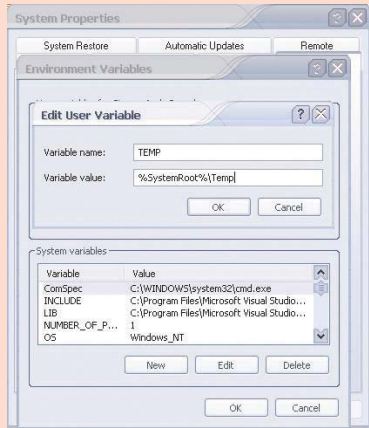 System Properties
System Restore Automatic Updates Remote
Environment Variables
Edit User Variable
Variable name: TEMP
Variable value: %SystemRoot%\Temp
OK Cancel
System variables
Variable Value
ComSpec C:\WINDOWS\system32\cmd.exe
INCLUDE C:\Program Files\Microsoft Visual Studio...
LIB C:\Program Files\Microsoft Visual Studio...
NUMBER_OF_P... 1
OS Windows_NT
New Edit Delete
OK Cancel